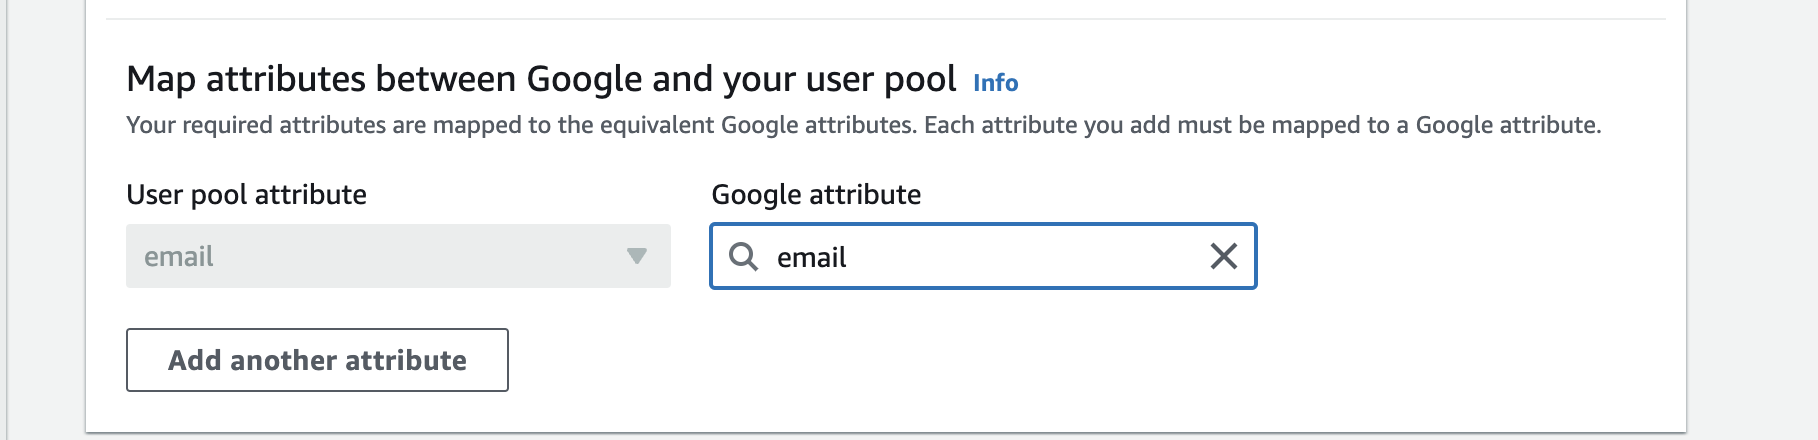 Map attributes between Google and your user pool Info
Your required attributes are mapped to the equivalent Google attributes. Each attribute you add must be mapped to a Google attribute.
User pool attribute Google attribute
email email
Add another attribute